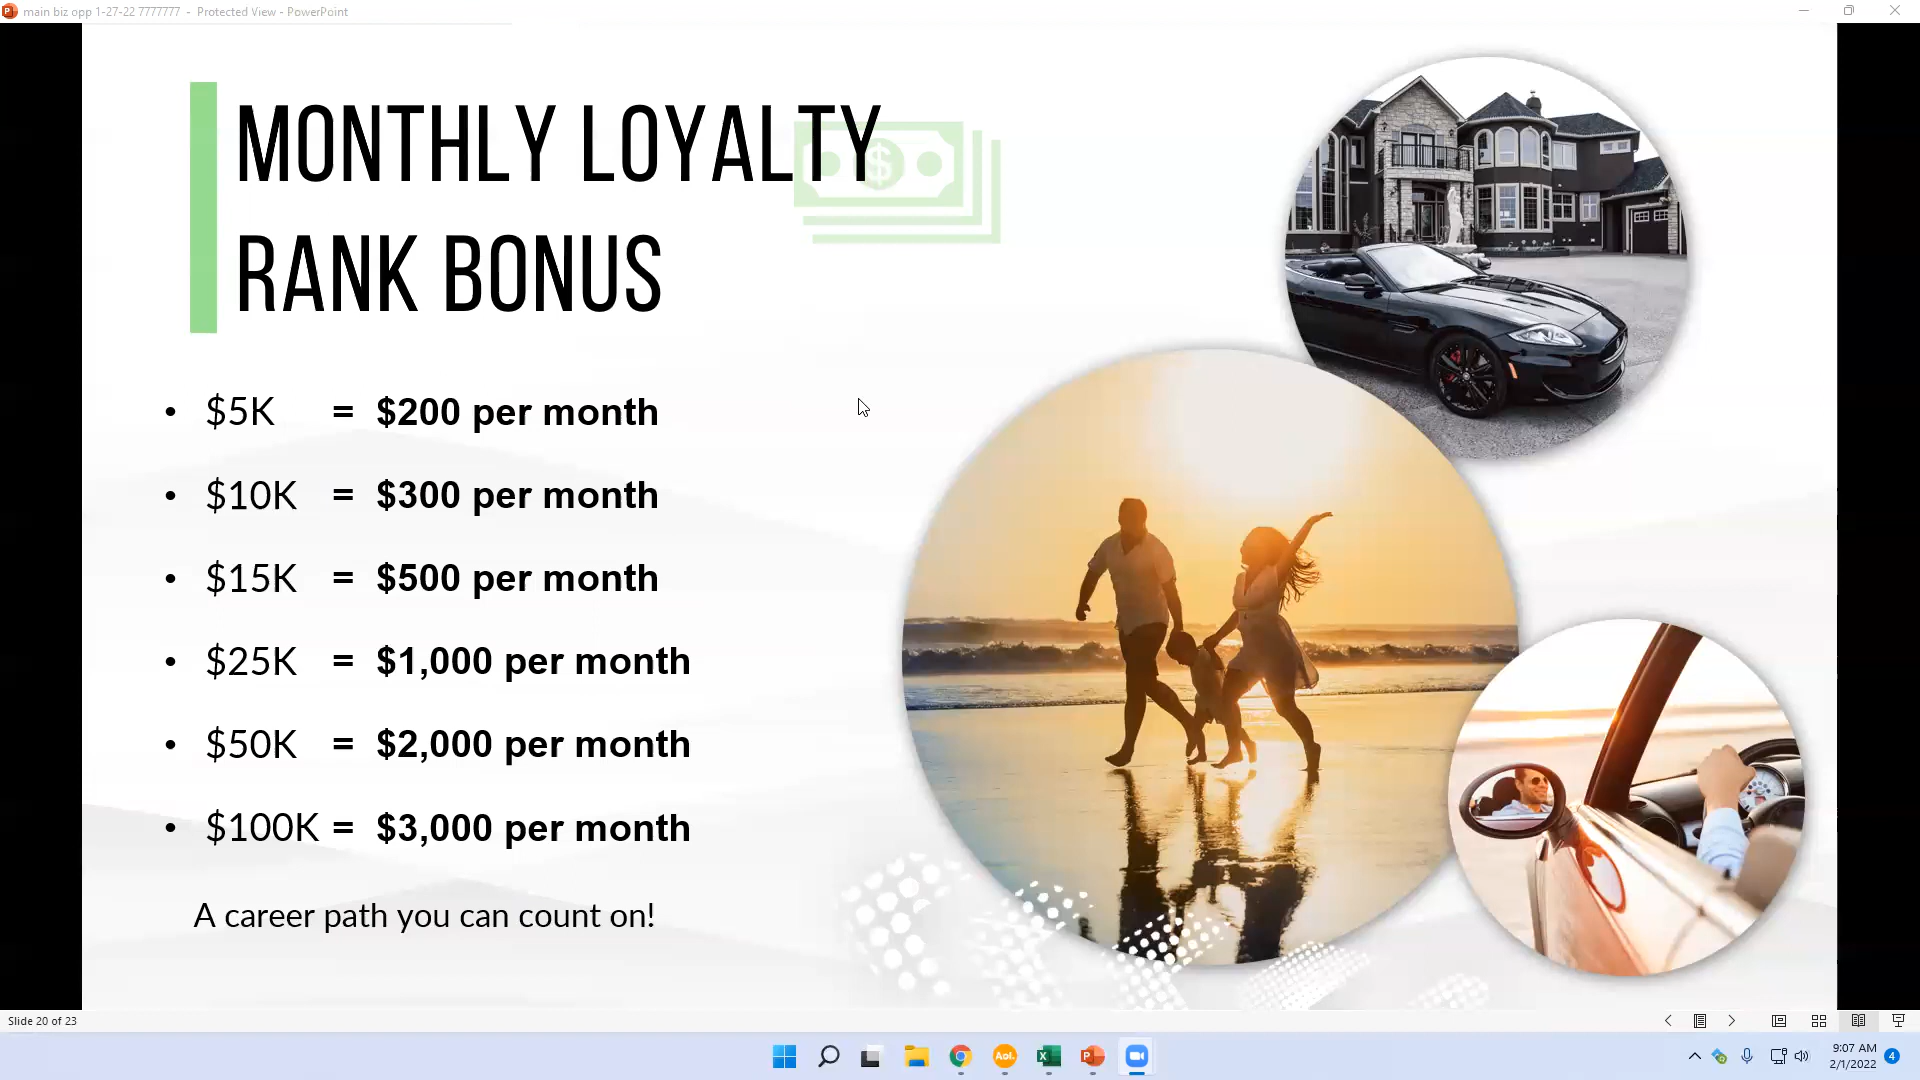 main biz opp 1-27-22 7777777 - Protected View - PowerPoint
MONTHLY LOYALTY
RANK BONUS
• $5K = $200 per month
• $10K = $300 per month
• $15K = $500 per month
• $25K = $1,000 per month
• $50K = $2,000 per month
• $100K = $3,000 per month
A career path you can count on!
Slide 20 of 23
Aol.
9:07 AM
2/1/2022
4